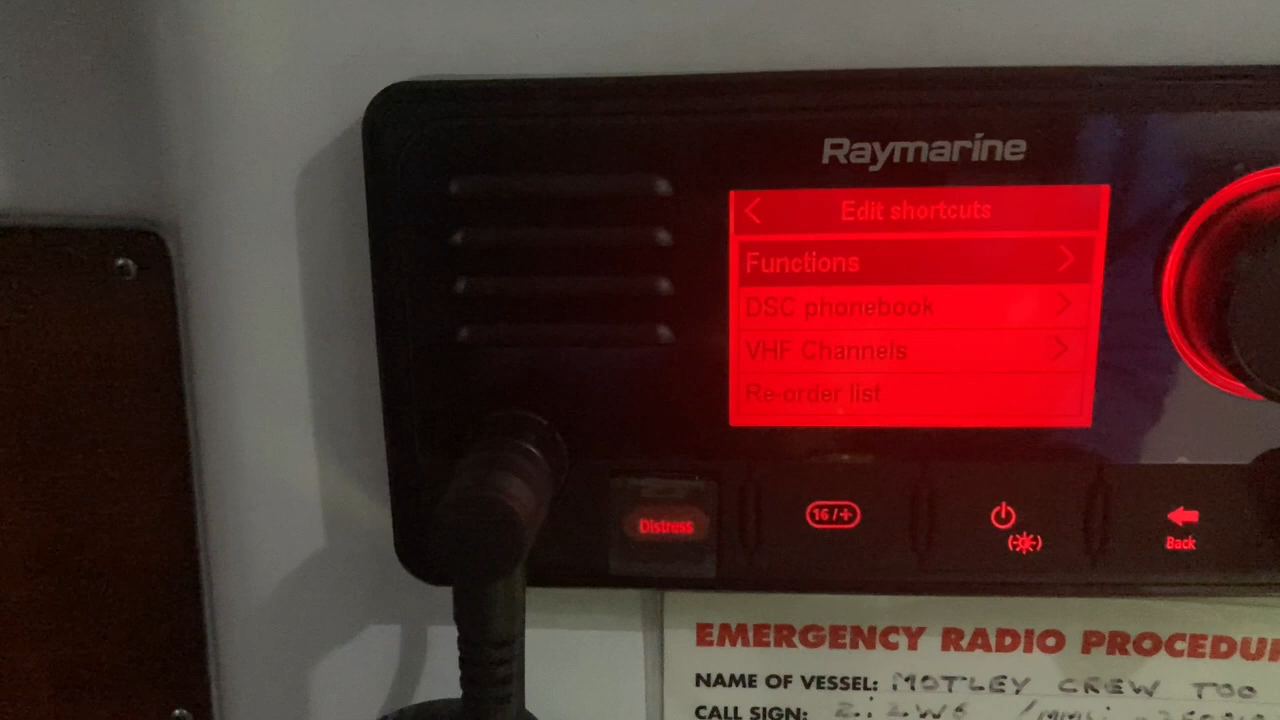 Raymarine
Edit shortcuts
Functions
DSC phonebook
VHF Channels
Re-order list
Distress
16 / +
Back
EMERGENCY RADIO
NAME OF VESSEL: MOTLEY CREW TOO
CALL SIGN: